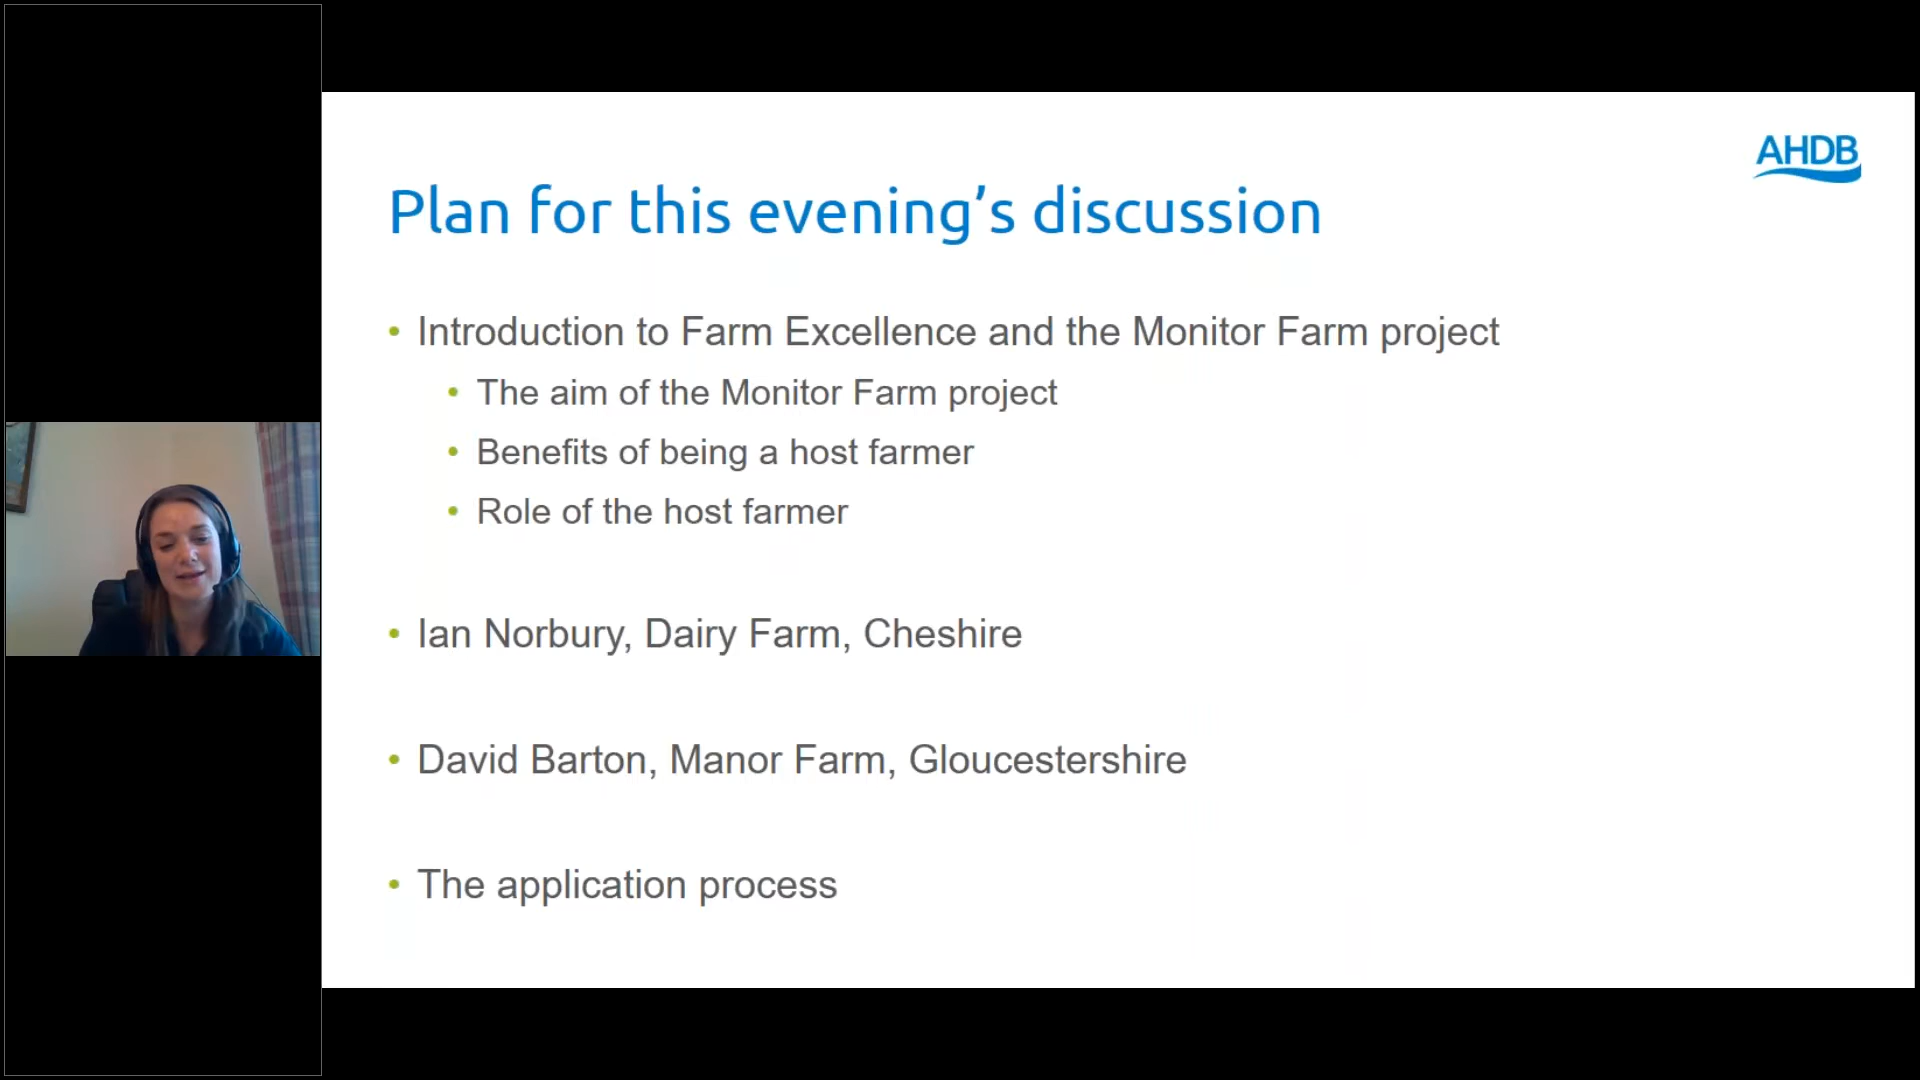 AHDB
Plan for this evening’s discussion
• Introduction to Farm Excellence and the Monitor Farm project
• The aim of the Monitor Farm project
• Benefits of being a host farmer
• Role of the host farmer
• Ian Norbury, Dairy Farm, Cheshire
• David Barton, Manor Farm, Gloucestershire
• The application process